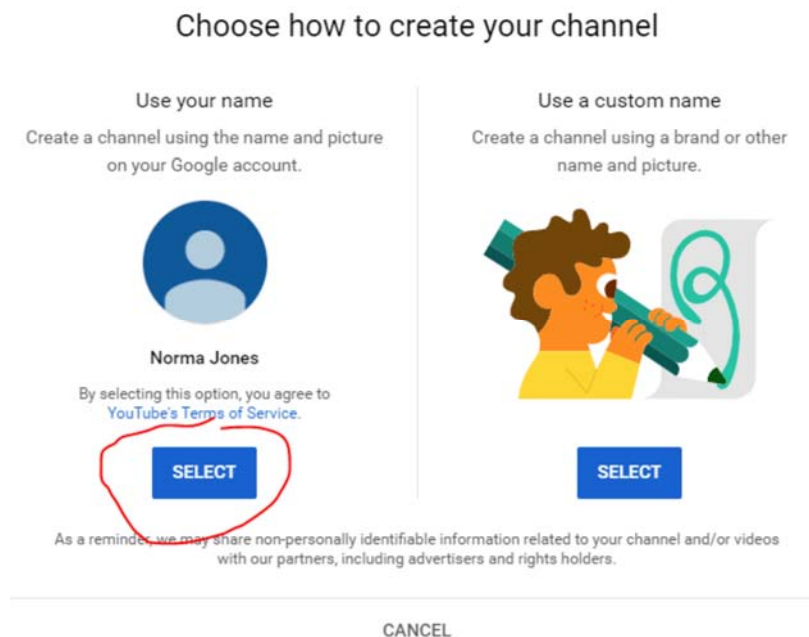 Choose how to create your channel
Use your name
Create a channel using the name and picture
on your Google account.
Norma Jones
By selecting this option, you agree to
YouTube's Terms of Service.
SELECT
Use a custom name
Create a channel using a brand or other
name and picture.
SELECT
As a reminder, we may share non-personally identifiable information related to your channel and/or videos
with our partners, including advertisers and rights holders.
CANCEL